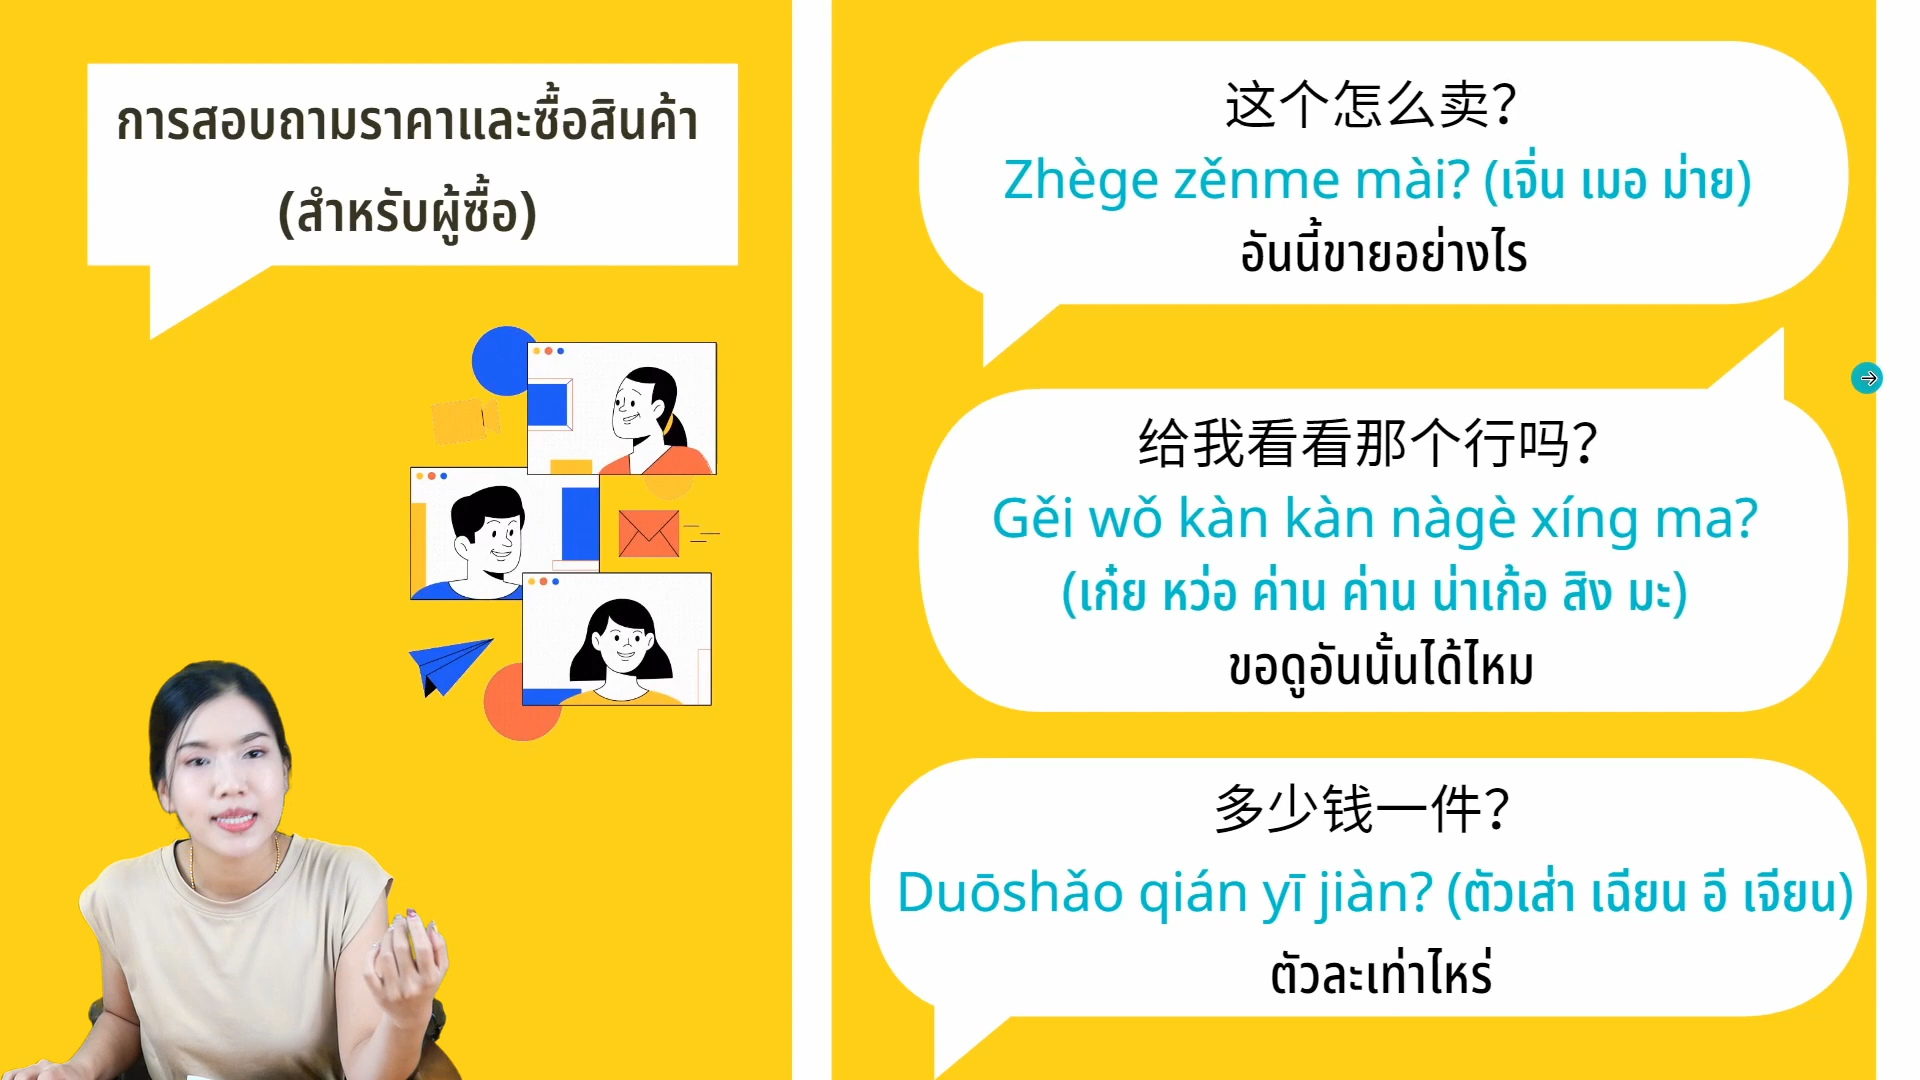 การสอบถามราคาและซื้อสินค้า
(สำหรับผู้ซื้อ)
这个怎么卖?
Zhège zěnme mài? (เจิ่น เมอ ม่าย)
อันนี้ขายอย่างไร
给我看看那个行吗?
Gěi wǒ kàn kàn nàgè xíng ma?
(เก๋ย หว่อ ค่าน ค่าน น่าเก้อ สิง มะ)
ขอดูอันนั้นได้ไหม
多少钱一件?
Duōshǎo qián yī jiàn? (ตัวเส่า เฉียน อี เจียน)
ตัวละเท่าไหร่